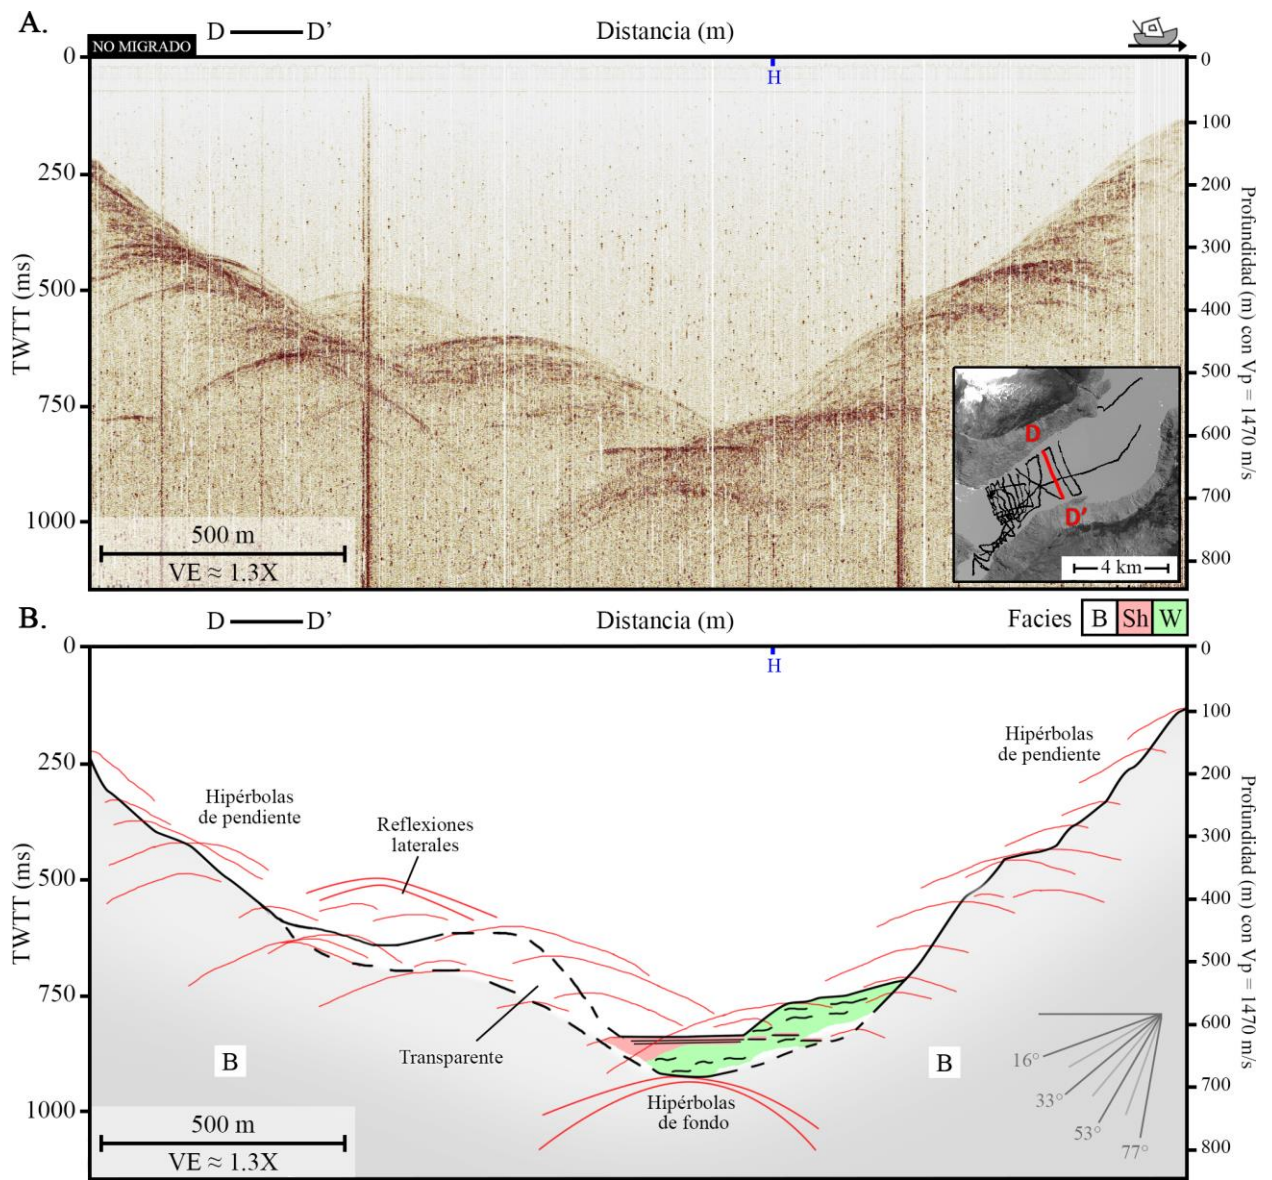 A.
D — D’
Distancia (m)
NO MIGRADO
H
0
250
500
750
1000
TWTT (ms)
0
100
200
300
400
500
600
700
800
Profundidad (m) con Vp = 1470 m/s
500 m
VE ≈ 1.3X
D
D’
4 km
B.
D — D’
Distancia (m)
Facies B Sh W
H
0
250
500
750
1000
TWTT (ms)
0
100
200
300
400
500
600
700
800
Profundidad (m) con Vp = 1470 m/s
Hipérbolas
de pendiente
Hipérbolas
de pendiente
Reflexiones
laterales
Transparente
B
B
Hipérbolas
de fondo
16°
33°
53°
77°
500 m
VE ≈ 1.3X